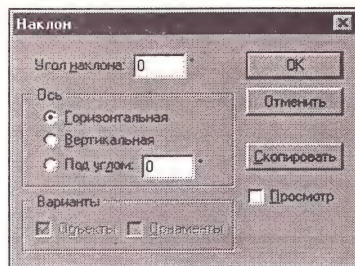 Наклон
Угол наклона: 0 °
OK
Ось
Отменить
Горизонтальная
Вертикальная
Под углом: 0 °
Скопировать
Просмотр
Варианты
Объекты Орнаменты